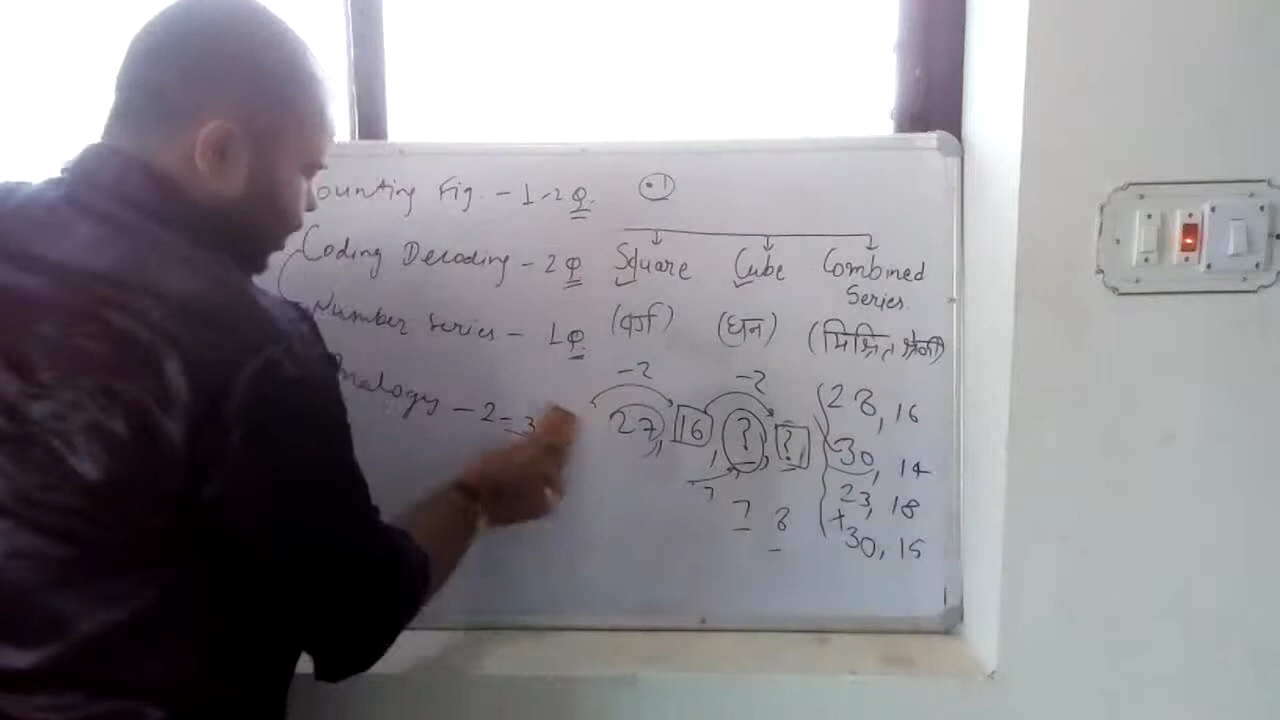 ounting Fig. - 1-2 Q.
Coding Decoding - 2 Q
Number Series - 1 Q.
nalogy - 2-3
•1
Square Cube Combined Series.
(वर्ग) (घन) (मिश्रित श्रेणी)
-2 -2
27, 16, ?, ?
? 8
28, 16
30, 14
23, 18
30, 15